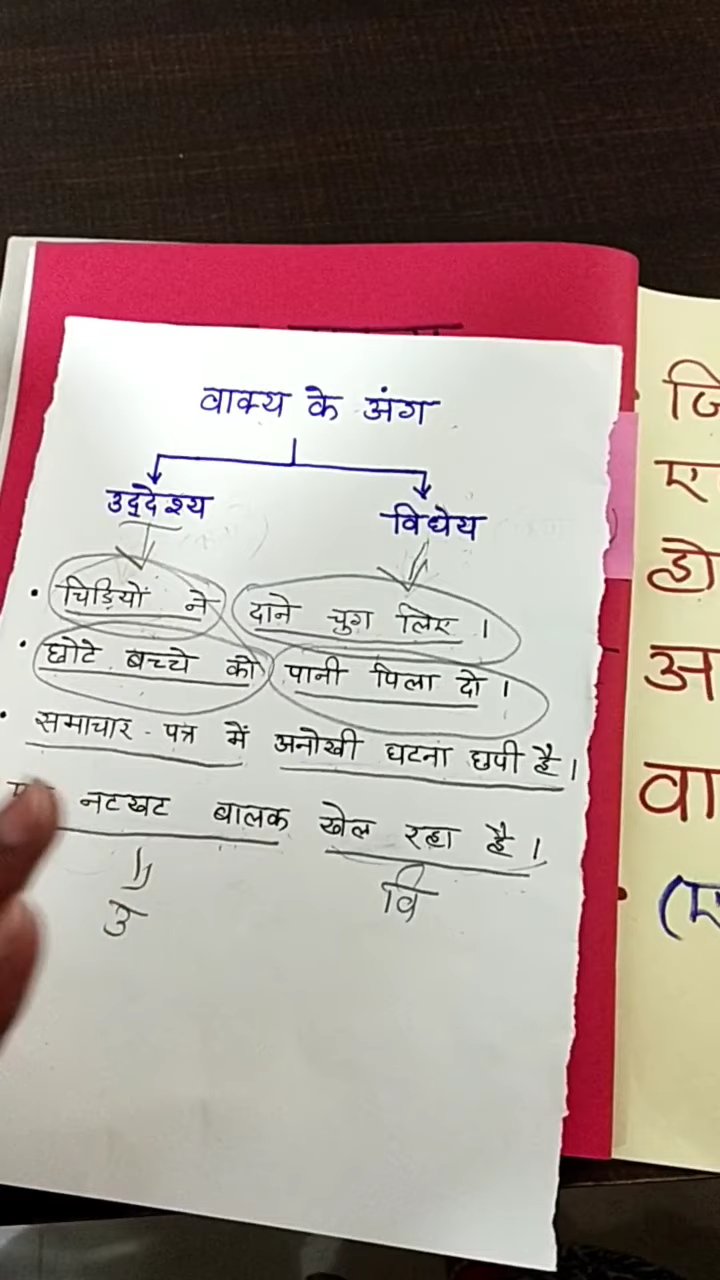 वाक्य के अंग
उद्देश्य विधेय
• चिड़ियों ने दाने चुग लिए ।
• छोटे बच्चे को पानी पिला दो ।
• समाचार - पत्र में अनोखी घटना छपी है ।
नटखट बालक खेल रहा है ।
उ वि
जि
ए
हो
अ
वा